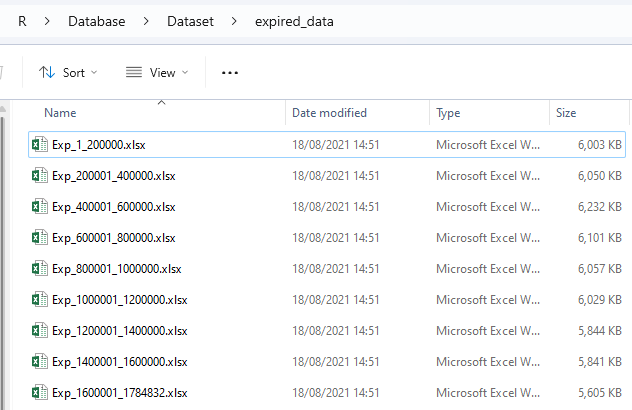 R > Database > Dataset > expired_data
Sort View ...
Name Date modified Type Size
Exp_1_200000.xlsx 18/08/2021 14:51 Microsoft Excel W... 6,003 KB
Exp_200001_400000.xlsx 18/08/2021 14:51 Microsoft Excel W... 6,050 KB
Exp_400001_600000.xlsx 18/08/2021 14:51 Microsoft Excel W... 6,232 KB
Exp_600001_800000.xlsx 18/08/2021 14:51 Microsoft Excel W... 6,101 KB
Exp_800001_1000000.xlsx 18/08/2021 14:51 Microsoft Excel W... 6,057 KB
Exp_1000001_1200000.xlsx 18/08/2021 14:51 Microsoft Excel W... 6,029 KB
Exp_1200001_1400000.xlsx 18/08/2021 14:51 Microsoft Excel W... 5,844 KB
Exp_1400001_1600000.xlsx 18/08/2021 14:51 Microsoft Excel W... 5,841 KB
Exp_1600001_1784832.xlsx 18/08/2021 14:51 Microsoft Excel W... 5,605 KB